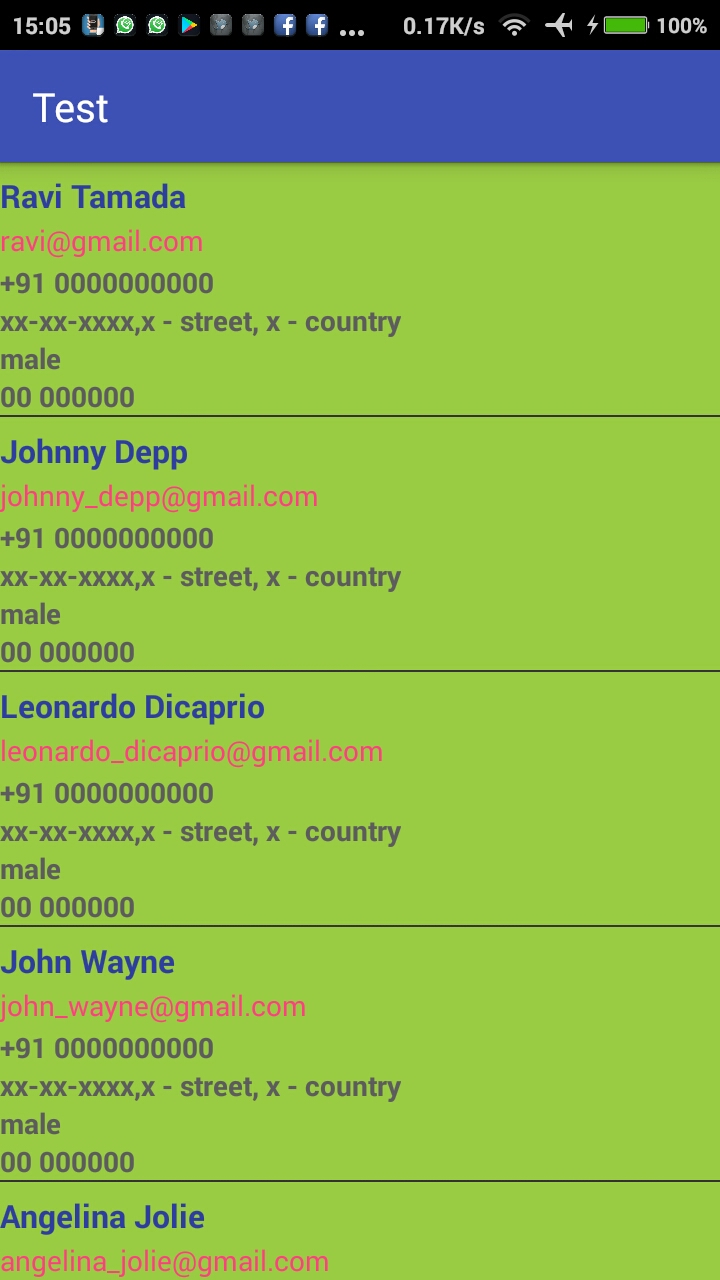 15:05 ... 0.17K/s 100%
Test
Ravi Tamada
ravi@gmail.com
+91 0000000000
xx-xx-xxxx,x - street, x - country
male
00 000000
Johnny Depp
johnny_depp@gmail.com
+91 0000000000
xx-xx-xxxx,x - street, x - country
male
00 000000
Leonardo Dicaprio
leonardo_dicaprio@gmail.com
+91 0000000000
xx-xx-xxxx,x - street, x - country
male
00 000000
John Wayne
john_wayne@gmail.com
+91 0000000000
xx-xx-xxxx,x - street, x - country
male
00 000000
Angelina Jolie
angelina_jolie@gmail.com